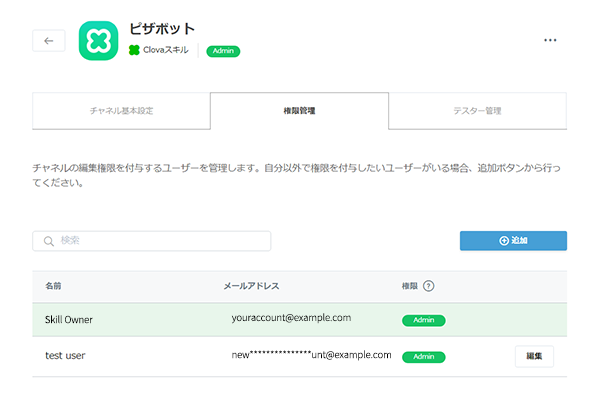 ピザボット
Clovaスキル Admin
チャネル基本設定 権限管理 テスター管理
チャネルの編集権限を付与するユーザーを管理します。自分以外で権限を付与したいユーザーがいる場合、追加ボタンから行っ
てください。
検索 追加
名前 メールアドレス 権限 ?
Skill Owner youraccount@example.com Admin
test user new***************unt@example.com Admin 編集